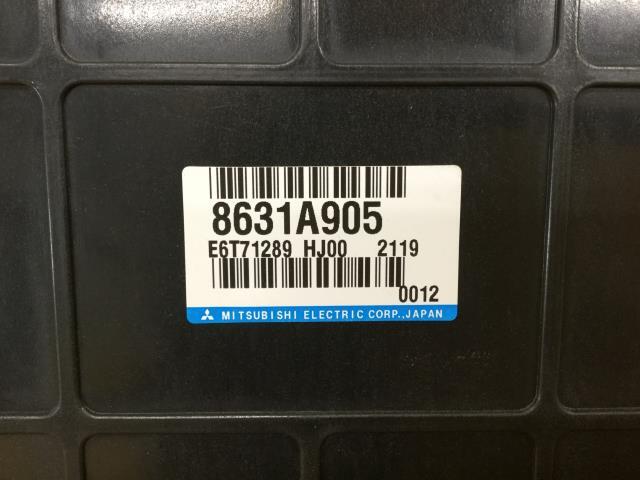 8631A905
E6T71289 HJ00 2119
0012
MITSUBISHI ELECTRIC CORP.,JAPAN